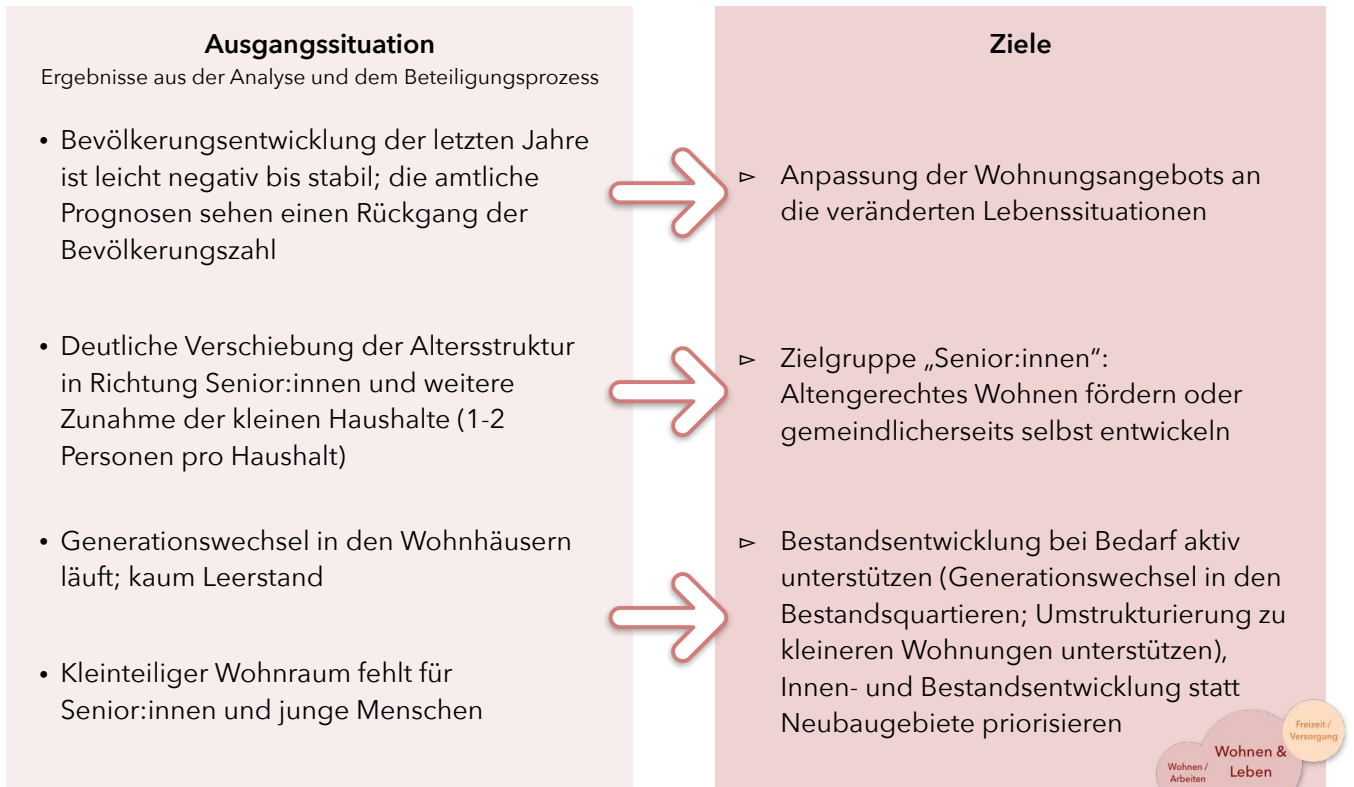 Ausgangssituation
Ergebnisse aus der Analyse und dem Beteiligungsprozess
• Bevölkerungsentwicklung der letzten Jahre
ist leicht negativ bis stabil; die amtliche
Prognosen sehen einen Rückgang der
Bevölkerungszahl
• Deutliche Verschiebung der Altersstruktur
in Richtung Senior:innen und weitere
Zunahme der kleinen Haushalte (1-2
Personen pro Haushalt)
• Generationswechsel in den Wohnhäusern
läuft; kaum Leerstand
• Kleinteiliger Wohnraum fehlt für
Senior:innen und junge Menschen
Ziele
▻ Anpassung der Wohnungsangebots an
die veränderten Lebenssituationen
▻ Zielgruppe „Senior:innen“:
Altengerechtes Wohnen fördern oder
gemeindlicherseits selbst entwickeln
▻ Bestandsentwicklung bei Bedarf aktiv
unterstützen (Generationswechsel in den
Bestandsquartieren; Umstrukturierung zu
kleineren Wohnungen unterstützen),
Innen- und Bestandsentwicklung statt
Neubaugebiete priorisieren
Freizeit /
Versorgung
Wohnen &
Leben
Wohnen /
Arbeiten